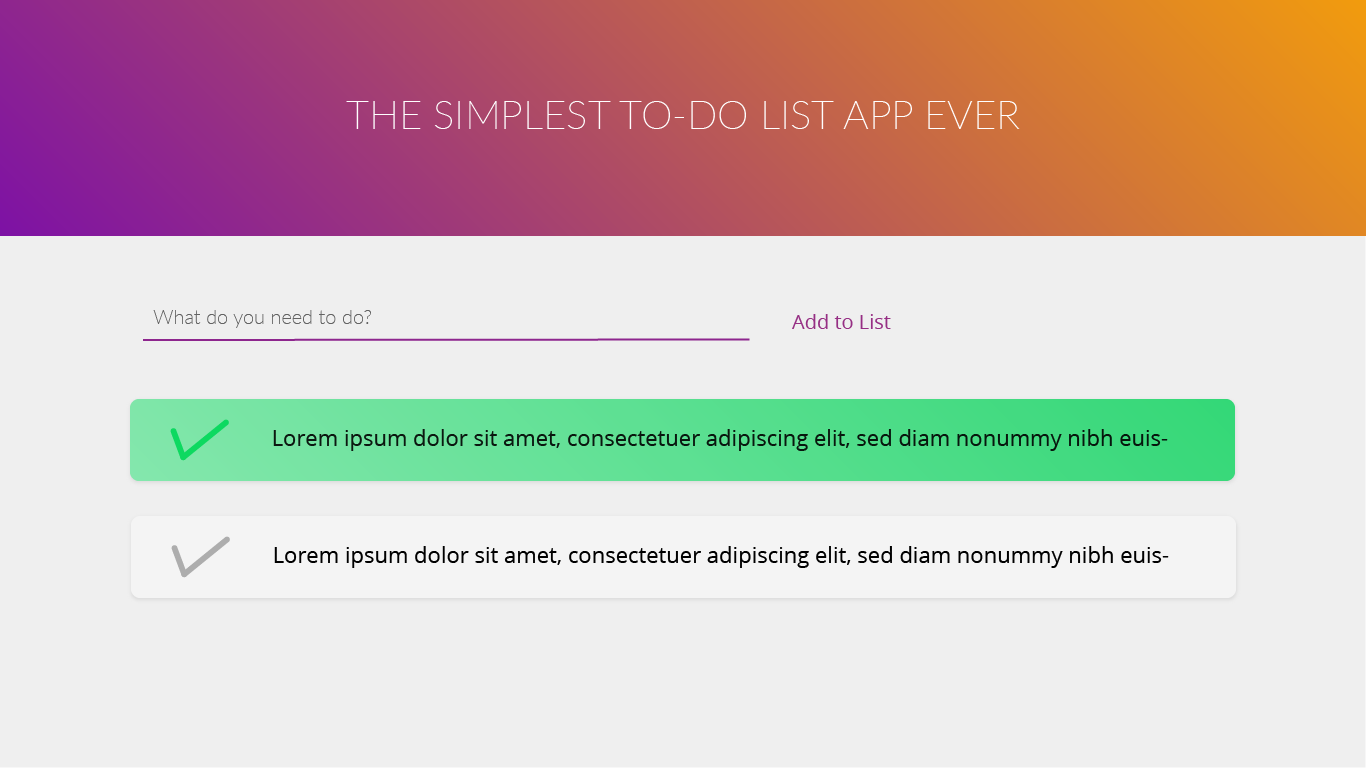 THE SIMPLEST TO-DO LIST APP EVER
What do you need to do?
Add to List
Lorem ipsum dolor sit amet, consectetuer adipiscing elit, sed diam nonummy nibh euis-
Lorem ipsum dolor sit amet, consectetuer adipiscing elit, sed diam nonummy nibh euis-